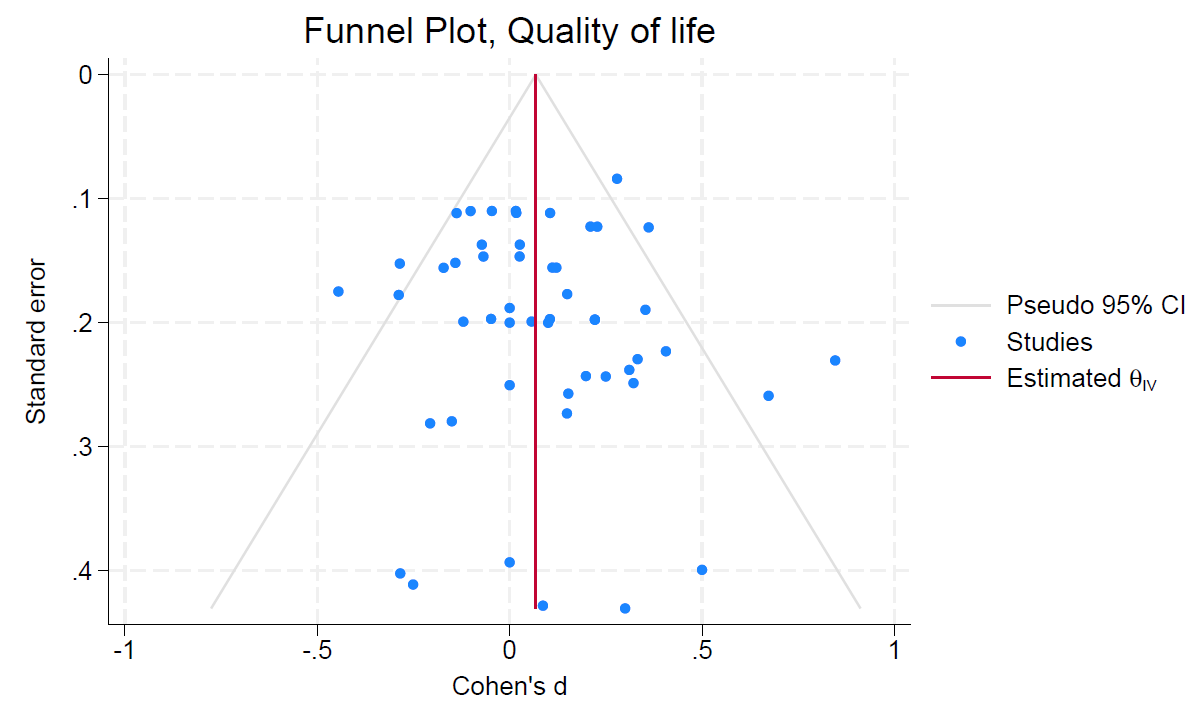 Funnel Plot, Quality of life
0
.1
.2
.3
.4
Standard error
-1
-.5
0
.5
1
Cohen's d
Pseudo 95% CI
Studies
Estimated θIV